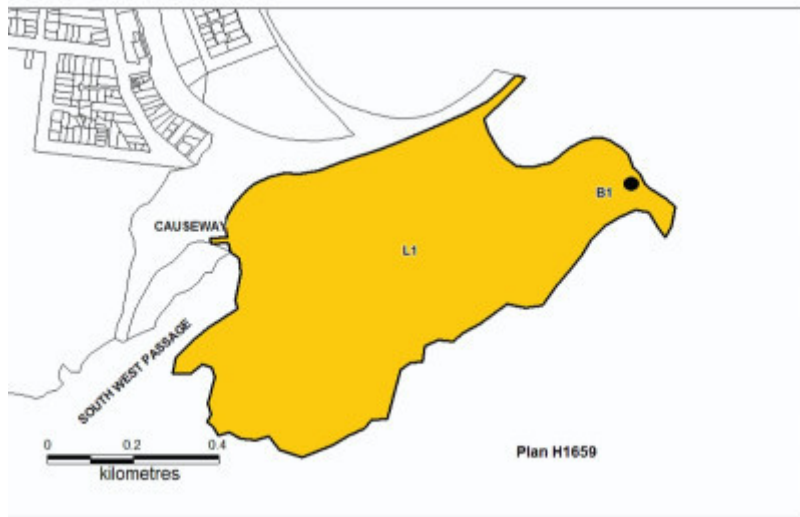 B1
CAUSEWAY
L1
SOUTH WEST PASSAGE
0 0.2 0.4
kilometres
Plan H1659